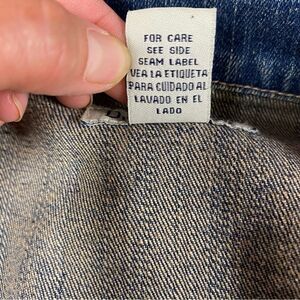 FOR CARE
SEE SIDE
SEAM LABEL
VEA LA ETIQUETA
PARA CUIDADO AL
LAVADO EN EL
LADO